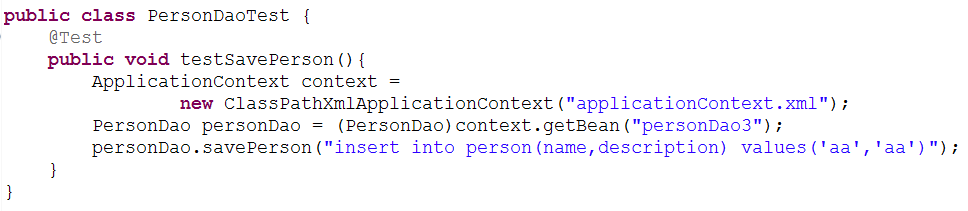 public class PersonDaoTest {
    @Test
    public void testSavePerson(){
        ApplicationContext context =
                new ClassPathXmlApplicationContext("applicationContext.xml");
        PersonDao personDao = (PersonDao)context.getBean("personDao3");
        personDao.savePerson("insert into person(name,description) values('aa','aa')");
    }
}